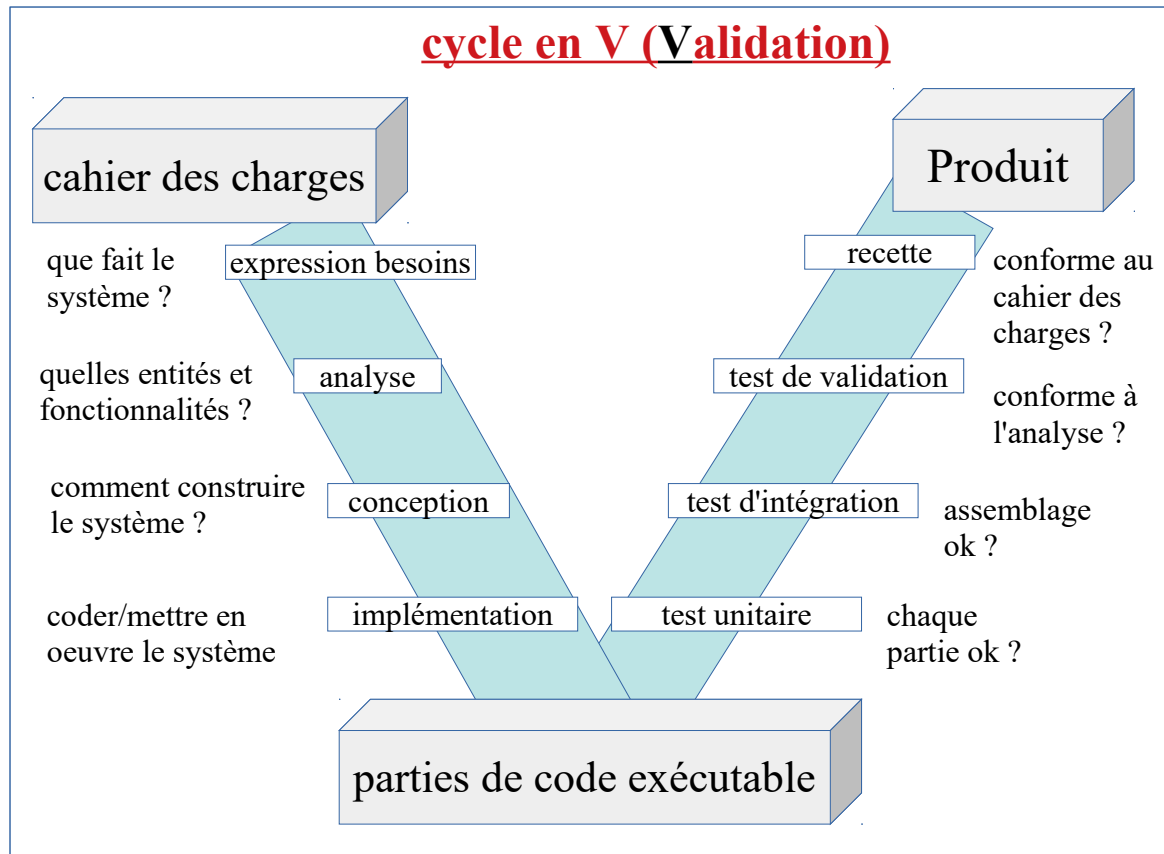 cycle en V (Validation)
cahier des charges
Produit
que fait le
système ?
expression besoins
recette
conforme au
cahier des
charges ?
quelles entités et
fonctionnalités ?
analyse
test de validation
conforme à
l'analyse ?
comment construire
le système ?
conception
test d'intégration
assemblage
ok ?
coder/mettre en
oeuvre le système
implémentation
test unitaire
chaque
partie ok ?
parties de code exécutable